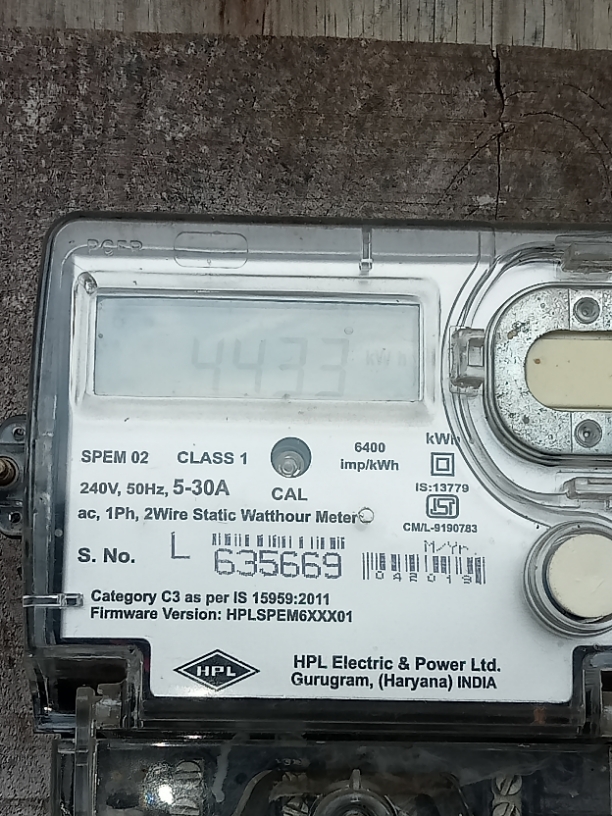 4433 kWh
SPEM 02 CLASS 1
6400
imp/kWh
kWh
240V, 50Hz, 5-30A
CAL
IS:13779
ac, 1Ph, 2Wire Static Watthour Meter
CM/L-9190783
M/Yr.
S. No. L 635669
042019
Category C3 as per IS 15959:2011
Firmware Version: HPLSPEM6XXX01
HPL
HPL Electric & Power Ltd.
Gurugram, (Haryana) INDIA